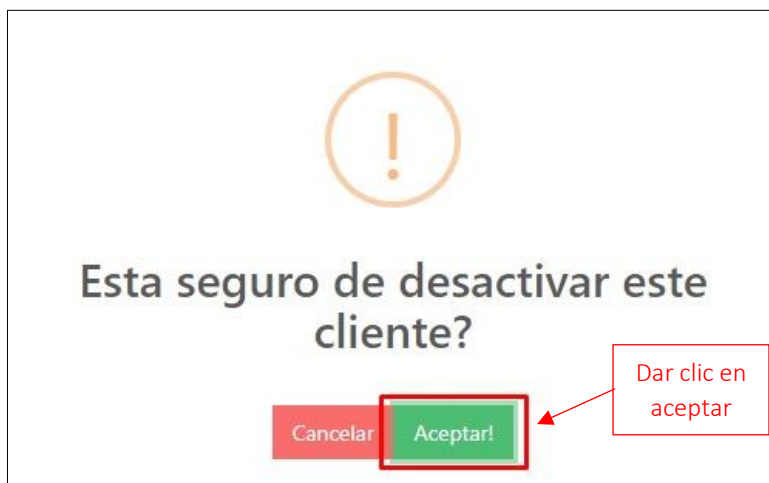 !
Esta seguro de desactivar este
cliente?
Dar clic en
aceptar
Cancelar
Aceptar!